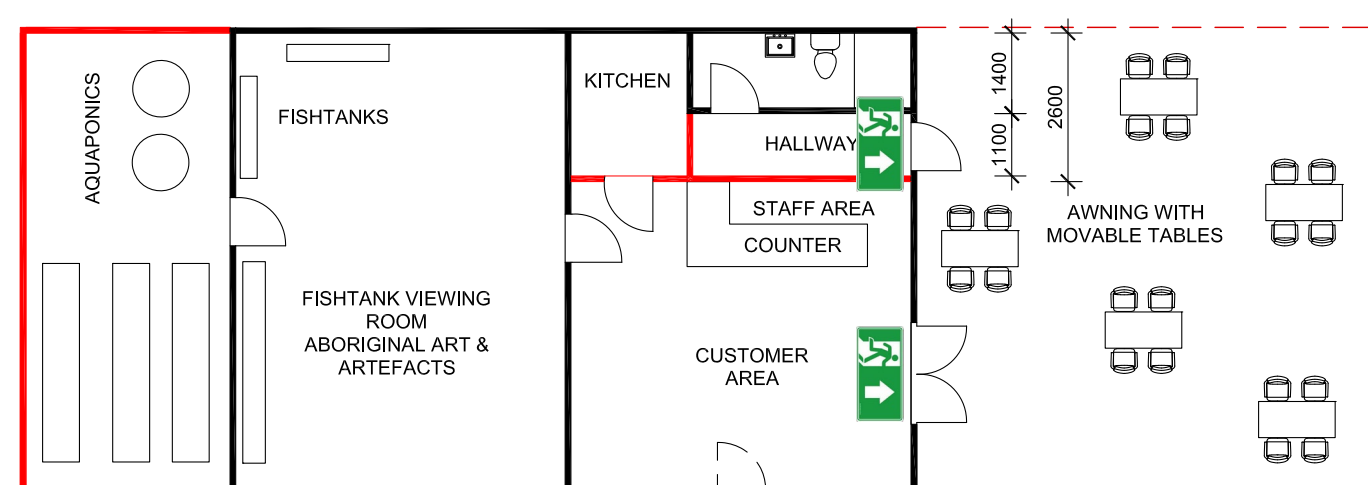 AQUAPONICS
FISHTANKS
FISHTANK VIEWING
ROOM
ABORIGINAL ART &
ARTEFACTS
KITCHEN
HALLWAY
STAFF AREA
COUNTER
CUSTOMER
AREA
1400
1100
2600
AWNING WITH
MOVABLE TABLES